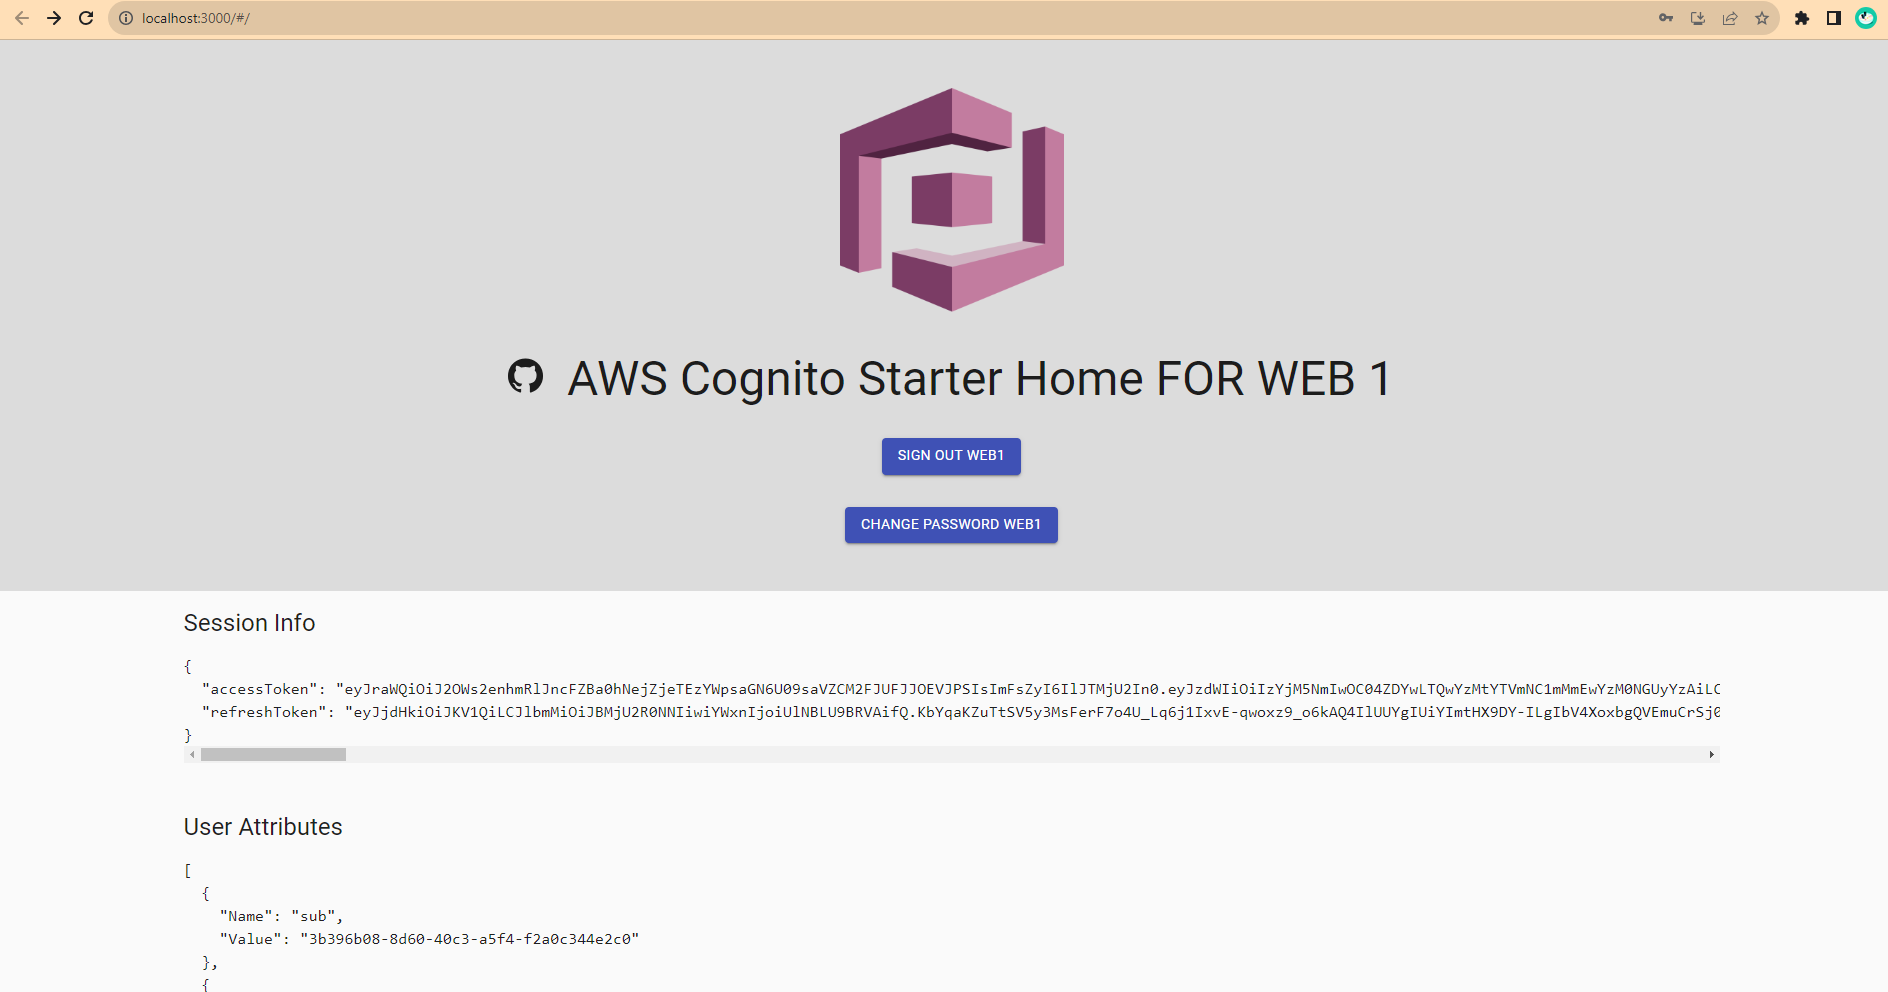 localhost:3000/#/
AWS Cognito Starter Home FOR WEB 1
SIGN OUT WEB1
CHANGE PASSWORD WEB1
Session Info
{
"accessToken": "eyJraWQiOiJ2OWs2enhmRlJncFZBa0hNejZjeTEzYWpsaGN6U09saVZCM2FJUFJJOEVJPSIsImFsZyI6IlJTMjU2In0.eyJzdWIiOiIzYjM5NmIwOC04ZDYwLTQwYzMtYTVmNC1mMmEwYzM0NGUyYzAiLC
"refreshToken": "eyJjdHkiOiJKV1QiLCJlbmMiOiJBMjU2R0NNIiwiYWxnIjoiUlNBLU9BRVAifQ.KbYqaKZuTtSV5y3MsFerF7o4U_Lq6j1IxvE-qwoxz9_o6kAQ4IlUUYgIUiYImtHX9DY-ILgIbV4XoxbgQVEmuCrSj0
}
User Attributes
[
{
"Name": "sub",
"Value": "3b396b08-8d60-40c3-a5f4-f2a0c344e2c0"
},
{